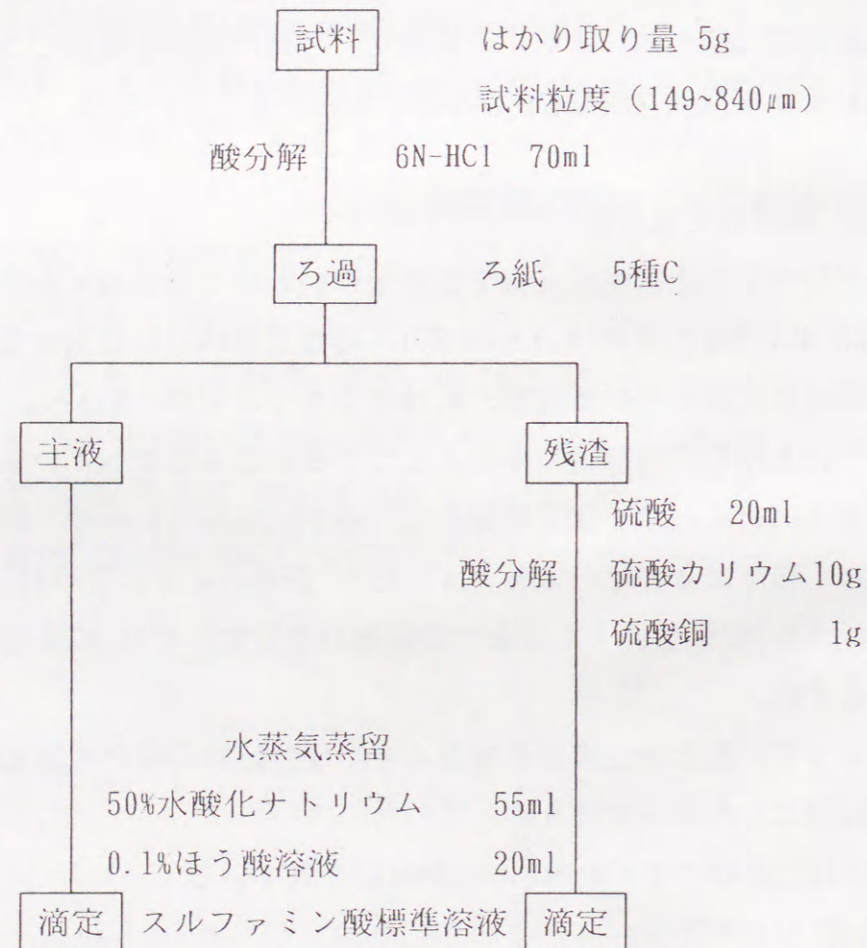 試料 はかり取り量 5g
試料粒度（149~840μm）
酸分解 6N-HCl 70ml
ろ過 ろ紙 5種C
主液 残渣
硫酸 20ml
酸分解 硫酸カリウム10g
硫酸銅 1g
水蒸気蒸留
50%水酸化ナトリウム 55ml
0.1%ほう酸溶液 20ml
滴定 スルファミン酸標準溶液 滴定